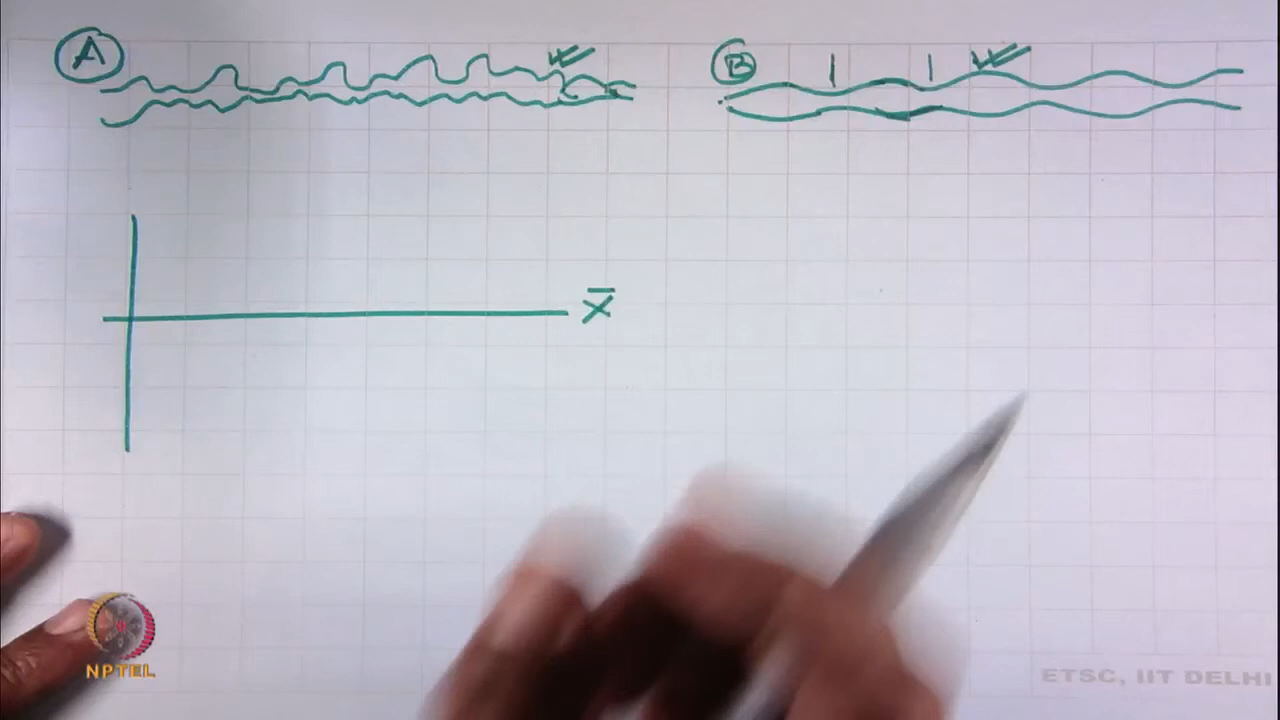 A
B
X̄
NPTEL
ETSC, IIT DELHI